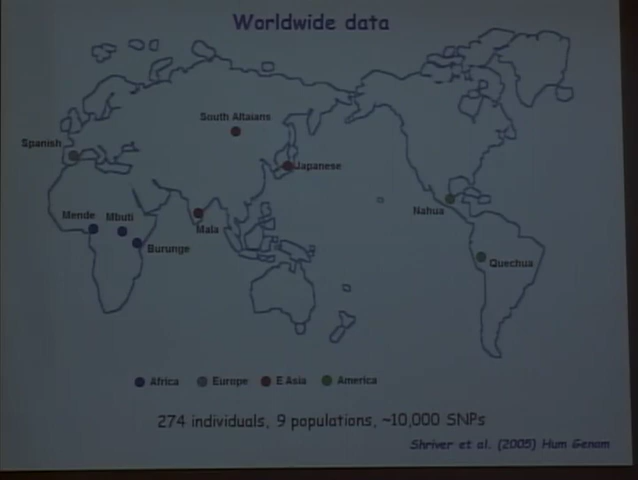 Worldwide data
South Altaians
Spanish
Japanese
Mende Mbuti
Mala
Nahua
Burunge
Quechua
Africa Europe E Asia America
274 individuals, 9 populations, ~10,000 SNPs
Shriver et al. (2005) Hum Genom